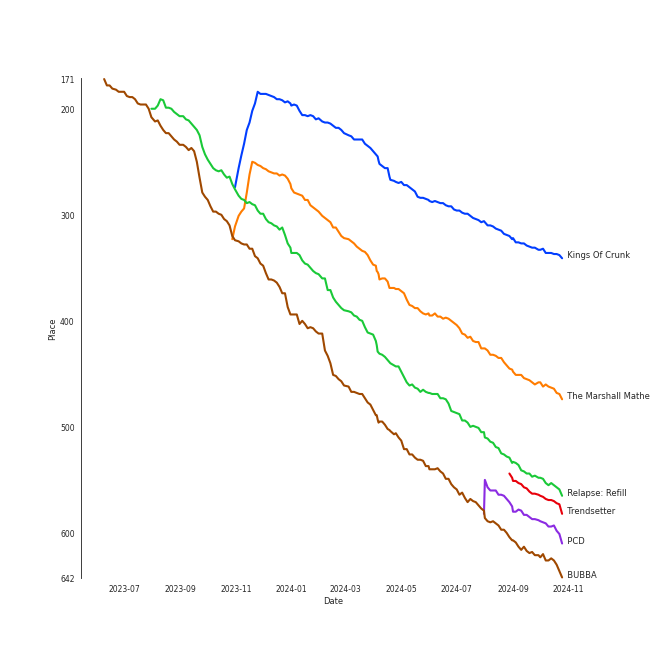 171
200
300
400
500
600
642
Place
Kings Of Crunk
The Marshall Mathe
Relapse: Refill
Trendsetter
PCD
BUBBA
2023-07
2023-09
2023-11
2024-01
2024-03
2024-05
2024-07
2024-09
2024-11
Date